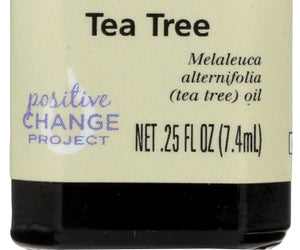 Tea Tree
Melaleuca
alternifolia
(tea tree) oil
positive
CHANGE
PROJECT
NET .25 FL OZ (7.4mL)